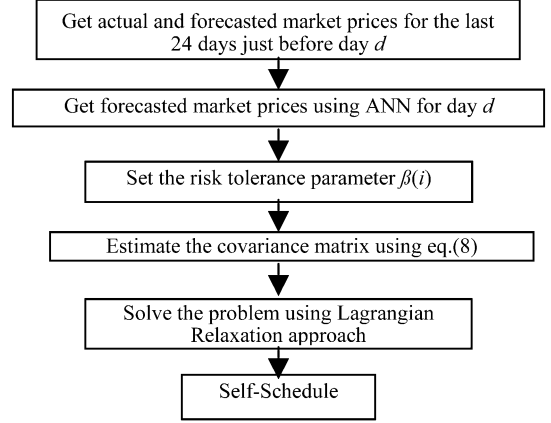 Get actual and forecasted market prices for the last
24 days just before day d
Get forecasted market prices using ANN for day d
Set the risk tolerance parameter ß(i)
Estimate the covariance matrix using eq.(8)
Solve the problem using Lagrangian
Relaxation approach
Self-Schedule